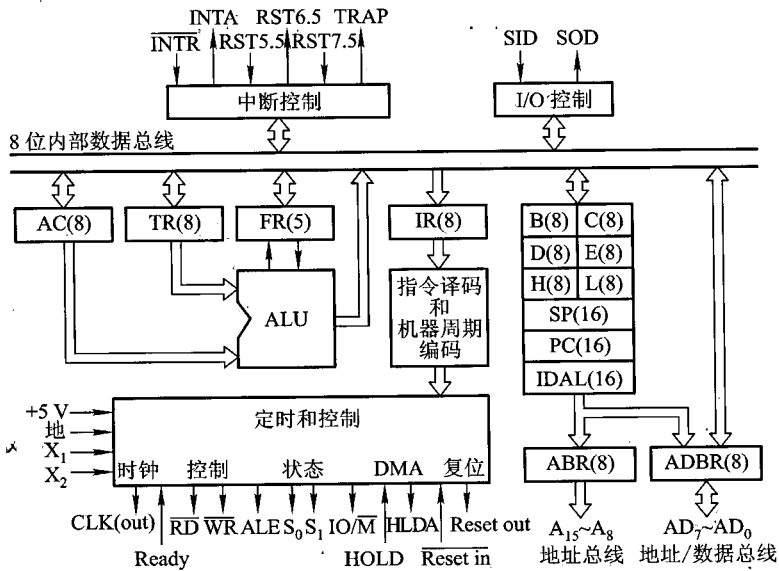 INTA RST6.5 TRAP
INTR RST5.5 RST7.5
SID SOD
中断控制
I/O 控制
8 位内部数据总线
AC(8) TR(8) FR(5) IR(8)
B(8) C(8)
D(8) E(8)
H(8) L(8)
SP(16)
PC(16)
IDAL(16)
ALU
指令译码
和
机器周期
编码
+5 V
地
X₁
X₂
定时和控制
时钟 控制 状态 DMA 复位
ABR(8) ADBR(8)
CLK(out) RD WR ALE S₀ S₁ IO/M HLDA Reset out
Ready HOLD Reset in
A₁₅~A₈
地址总线
AD₇~AD₀
地址/数据总线